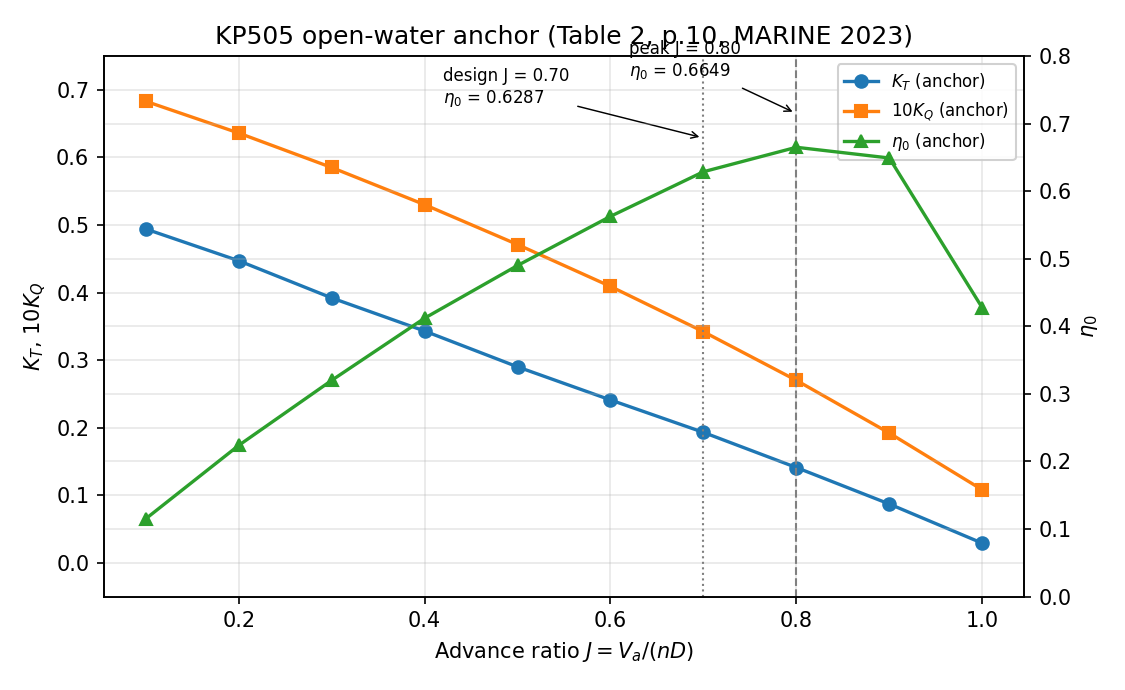 KP505 open-water anchor (Table 2, p.10, MARINE 2023)
peak J = 0.80
η₀ = 0.6649
design J = 0.70
η₀ = 0.6287
K_T (anchor)
10K_Q (anchor)
η₀ (anchor)
0.7
0.6
0.5
0.4
0.3
0.2
0.1
0.0
K_T, 10K_Q
0.8
0.7
0.6
0.5
0.4
0.3
0.2
0.1
0.0
η₀
0.2
0.4
0.6
0.8
1.0
Advance ratio J = V_a/(nD)